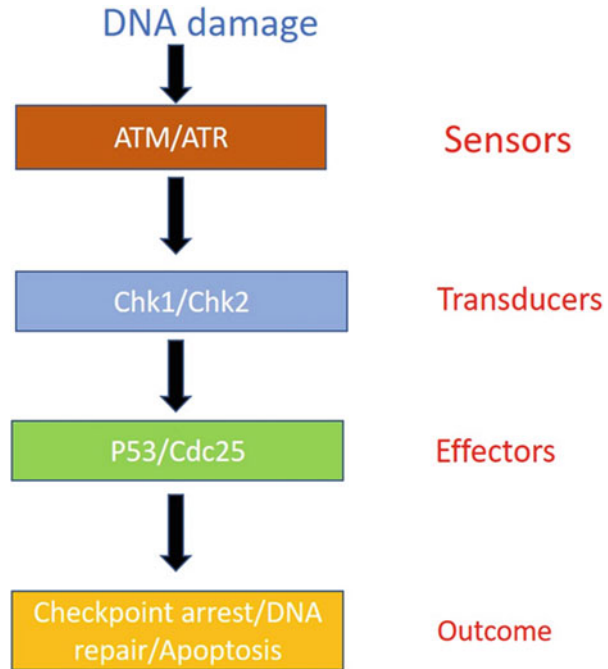 DNA damage
ATM/ATR
Sensors
Chk1/Chk2
Transducers
P53/Cdc25
Effectors
Checkpoint arrest/DNA
repair/Apoptosis
Outcome